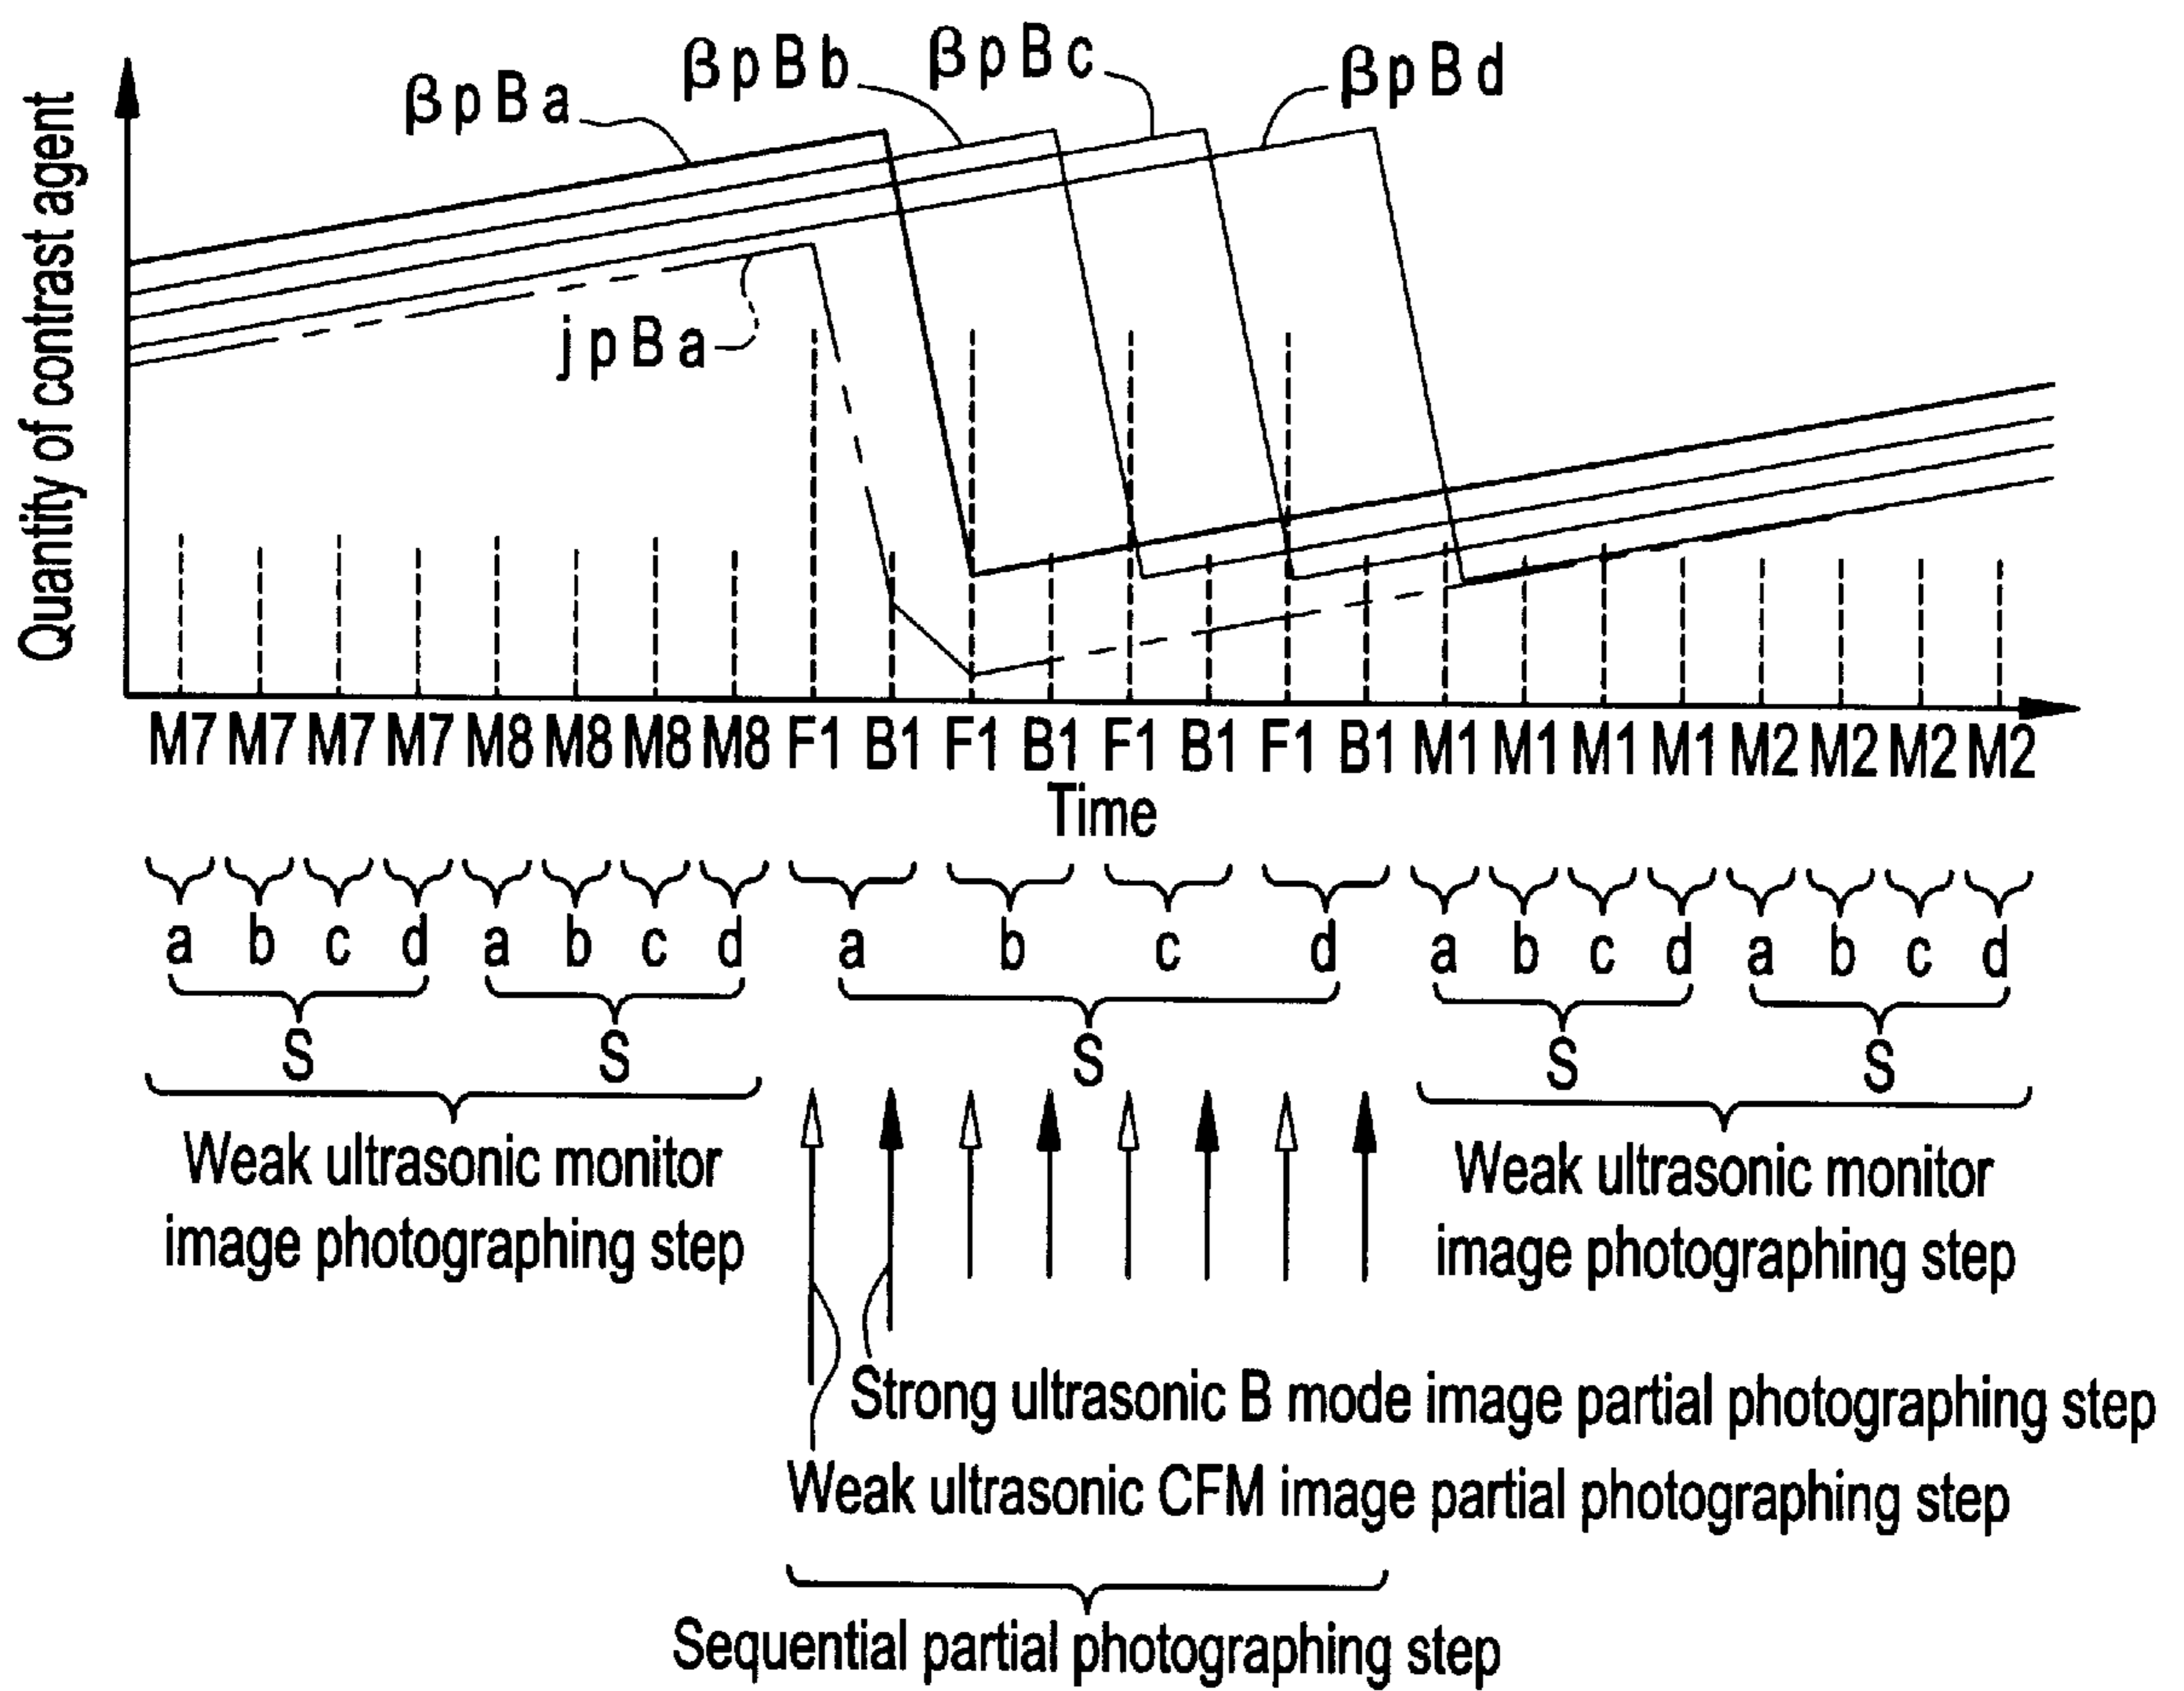 βpBa βpBb βpBc βpBd
jpBa
Quantity of contrast agent
M7 M7 M7 M7 M8 M8 M8 M8 F1 B1 F1 B1 F1 B1 F1 B1 M1 M1 M1 M1 M2 M2 M2 M2
Time
a b c d a b c d a b c d a b c d a b c d
S S S S S
Weak ultrasonic monitor
image photographing step
Weak ultrasonic monitor
image photographing step
Strong ultrasonic B mode image partial photographing step
Weak ultrasonic CFM image partial photographing step
Sequential partial photographing step